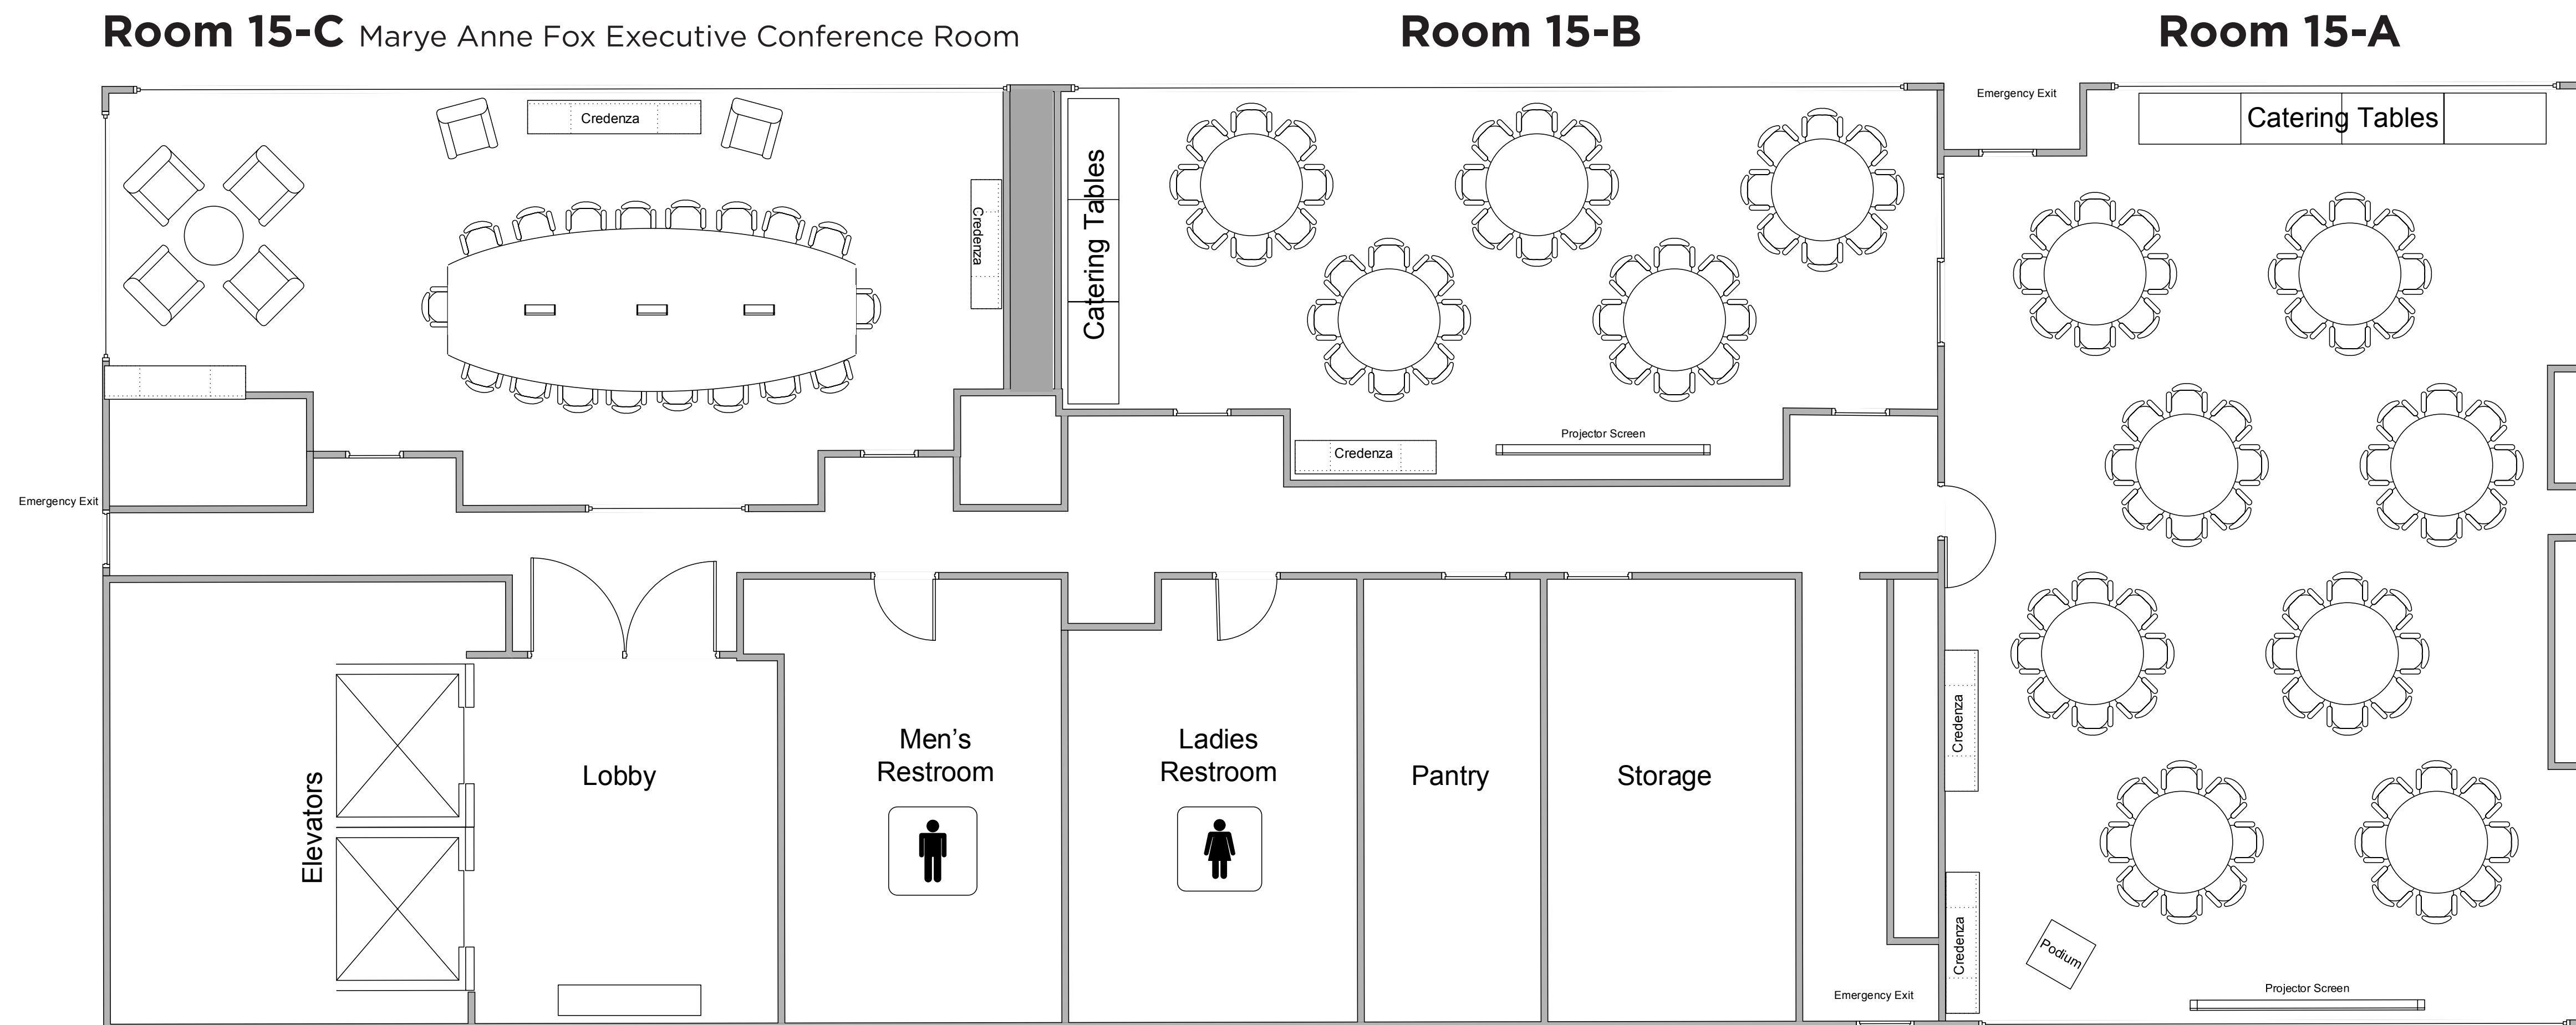 Room 15-C Marye Anne Fox Executive Conference Room
Room 15-B
Room 15-A
Emergency Exit
Catering Tables
Credenza
Credenza
Catering Tables
Projector Screen
Credenza
Emergency Exit
Men’s
Restroom
Ladies
Restroom
Lobby
Pantry
Storage
Elevators
Credenza
Credenza
Podium
Projector Screen
Emergency Exit